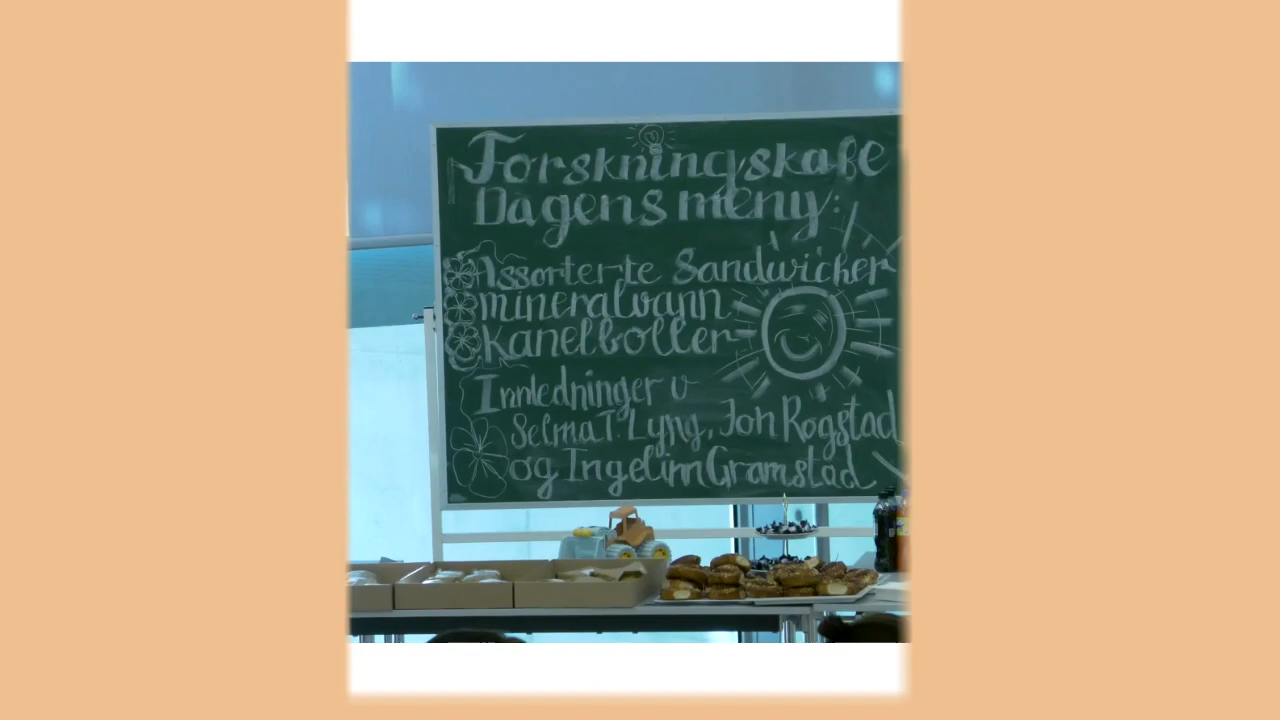 Forskningskafe
Dagens meny:
Assorterte Sandwicher
mineralvann
kanelboller
Innledninger v
Selma T. Lyng, Jon Rogstad
og Ingelinn Gramstad